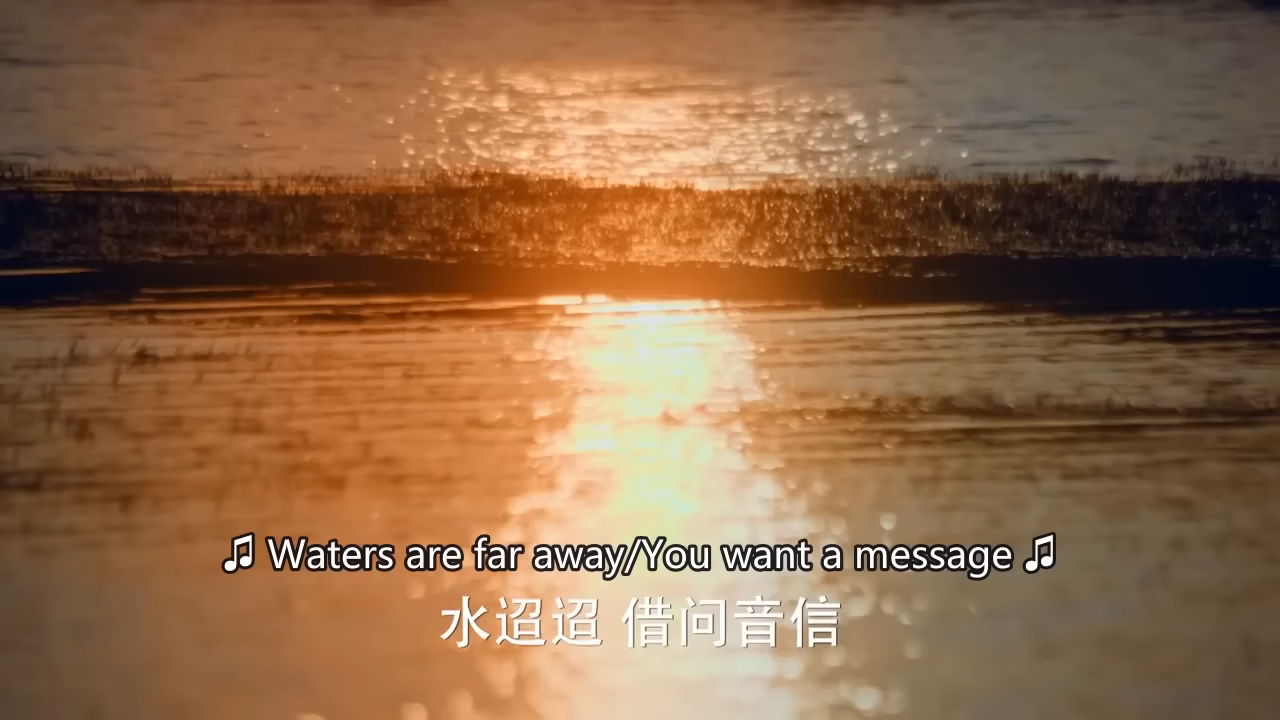 ♫ Waters are far away/You want a message ♫
水迢迢 借问音信